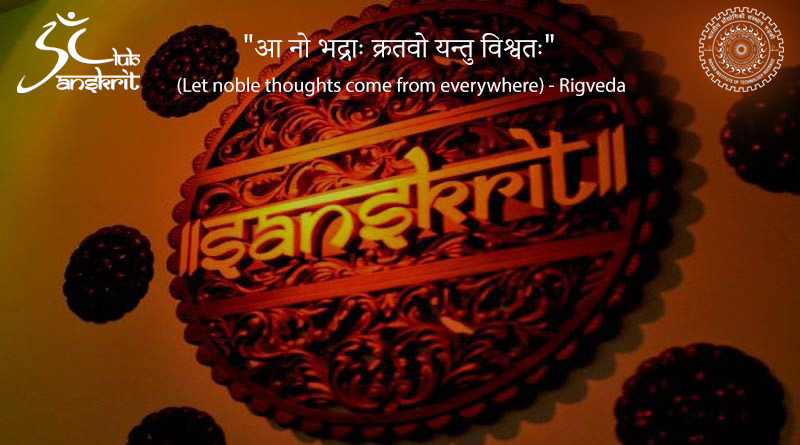 Club
Sanskrit
"आ नो भद्राः क्रतवो यन्तु विश्वतः"
(Let noble thoughts come from everywhere) - Rigveda
||sanskrit||